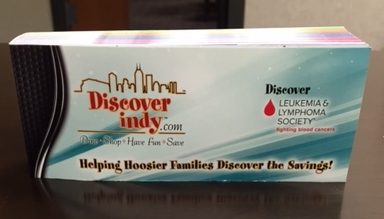 Discover
indy.com
Dine • Shop • Have Fun • Save
Discover
LEUKEMIA &
LYMPHOMA
SOCIETY
fighting blood cancers
Helping Hoosier Families Discover the Savings!